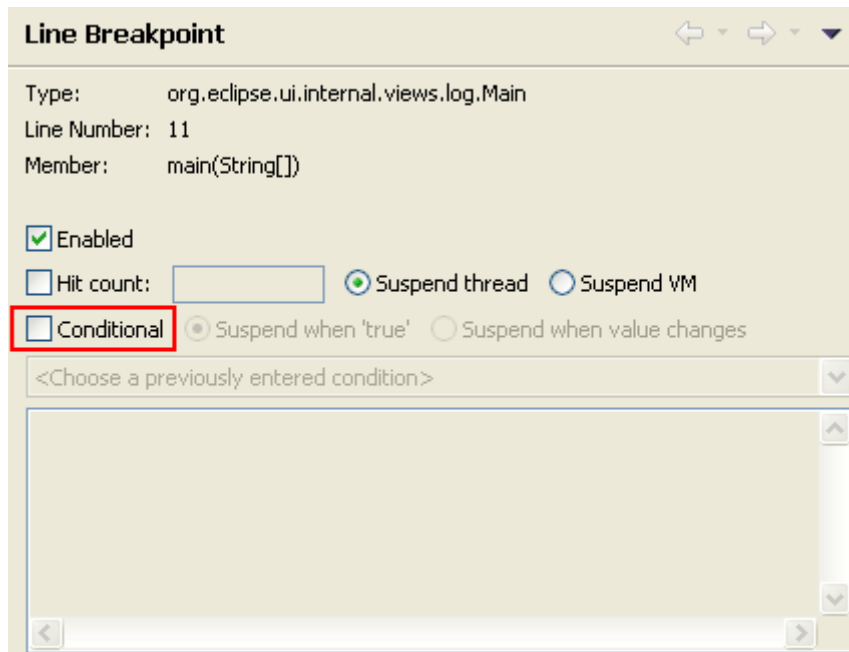 Line Breakpoint
Type: org.eclipse.ui.internal.views.log.Main
Line Number: 11
Member: main(String[])
Enabled
Hit count: Suspend thread Suspend VM
Conditional Suspend when 'true' Suspend when value changes
<Choose a previously entered condition>